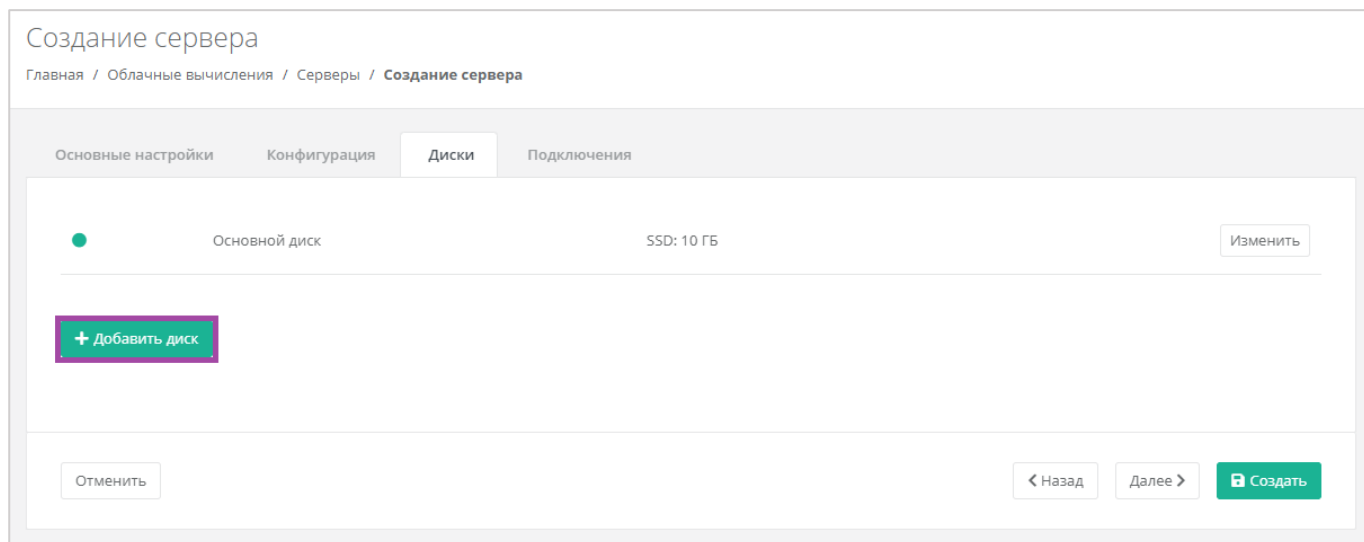 Создание сервера
Главная / Облачные вычисления / Серверы / Создание сервера
Основные настройки Конфигурация Диски Подключения
Основной диск SSD: 10 ГБ Изменить
+ Добавить диск
Отменить Назад Далее Создать